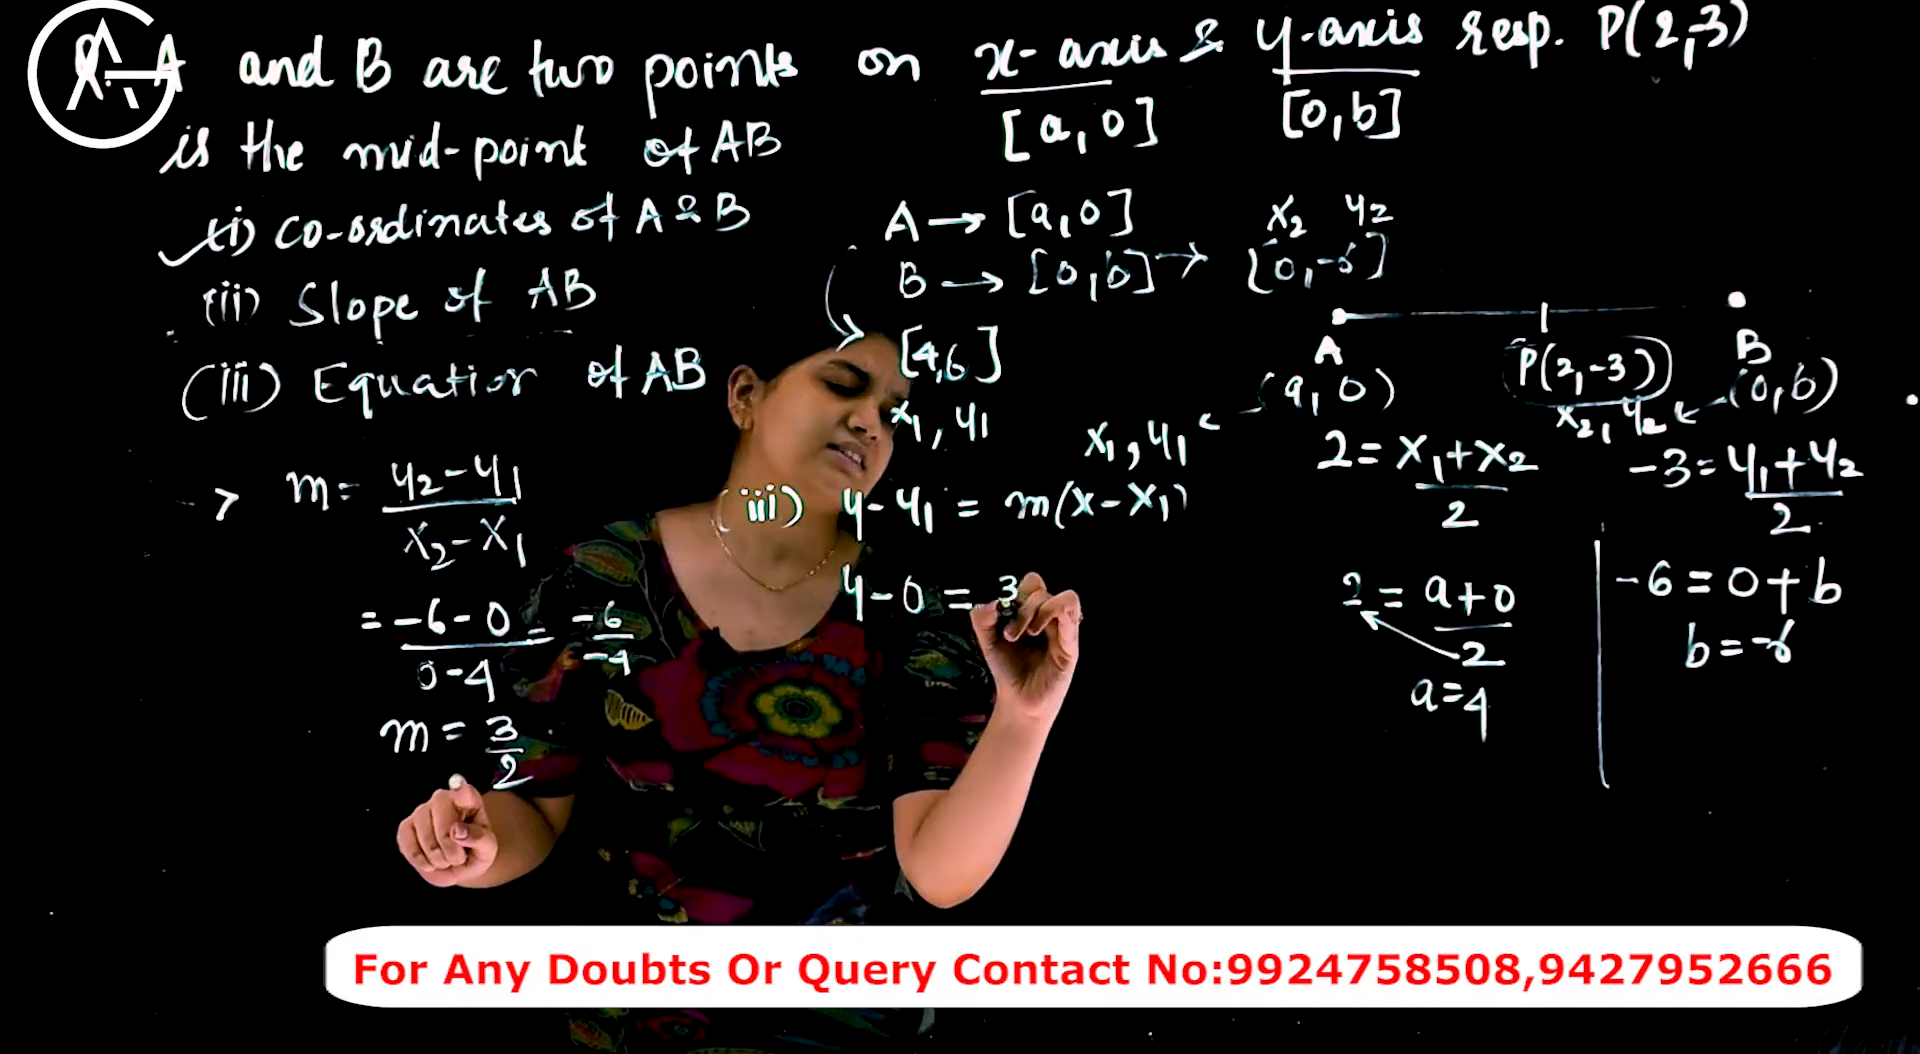 Q. A and B are two points on x-axis & y-axis resp. P(2,-3)
[a,0] [0,b]
is the mid-point of AB
(i) co-ordinates of A & B
(ii) Slope of AB
(iii) Equation of AB
A → [a,0]
B → [0,b] → [0,-6]
x2 y2
[4,0]
x1, y1
A P(2,-3) B
(a, 0) (0,b)
x1, y1 x2, y2
2 = x1+x2/2
-3 = y1+y2/2
2 = a+0/2
a = 4
-6 = 0+b
b = -6
> m = y2-y1/x2-x1
= -6-0/0-4 = -6/-4
m = 3/2
(iii) y-y1 = m(x-x1)
y-0 = 3
For Any Doubts Or Query Contact No:9924758508,9427952666